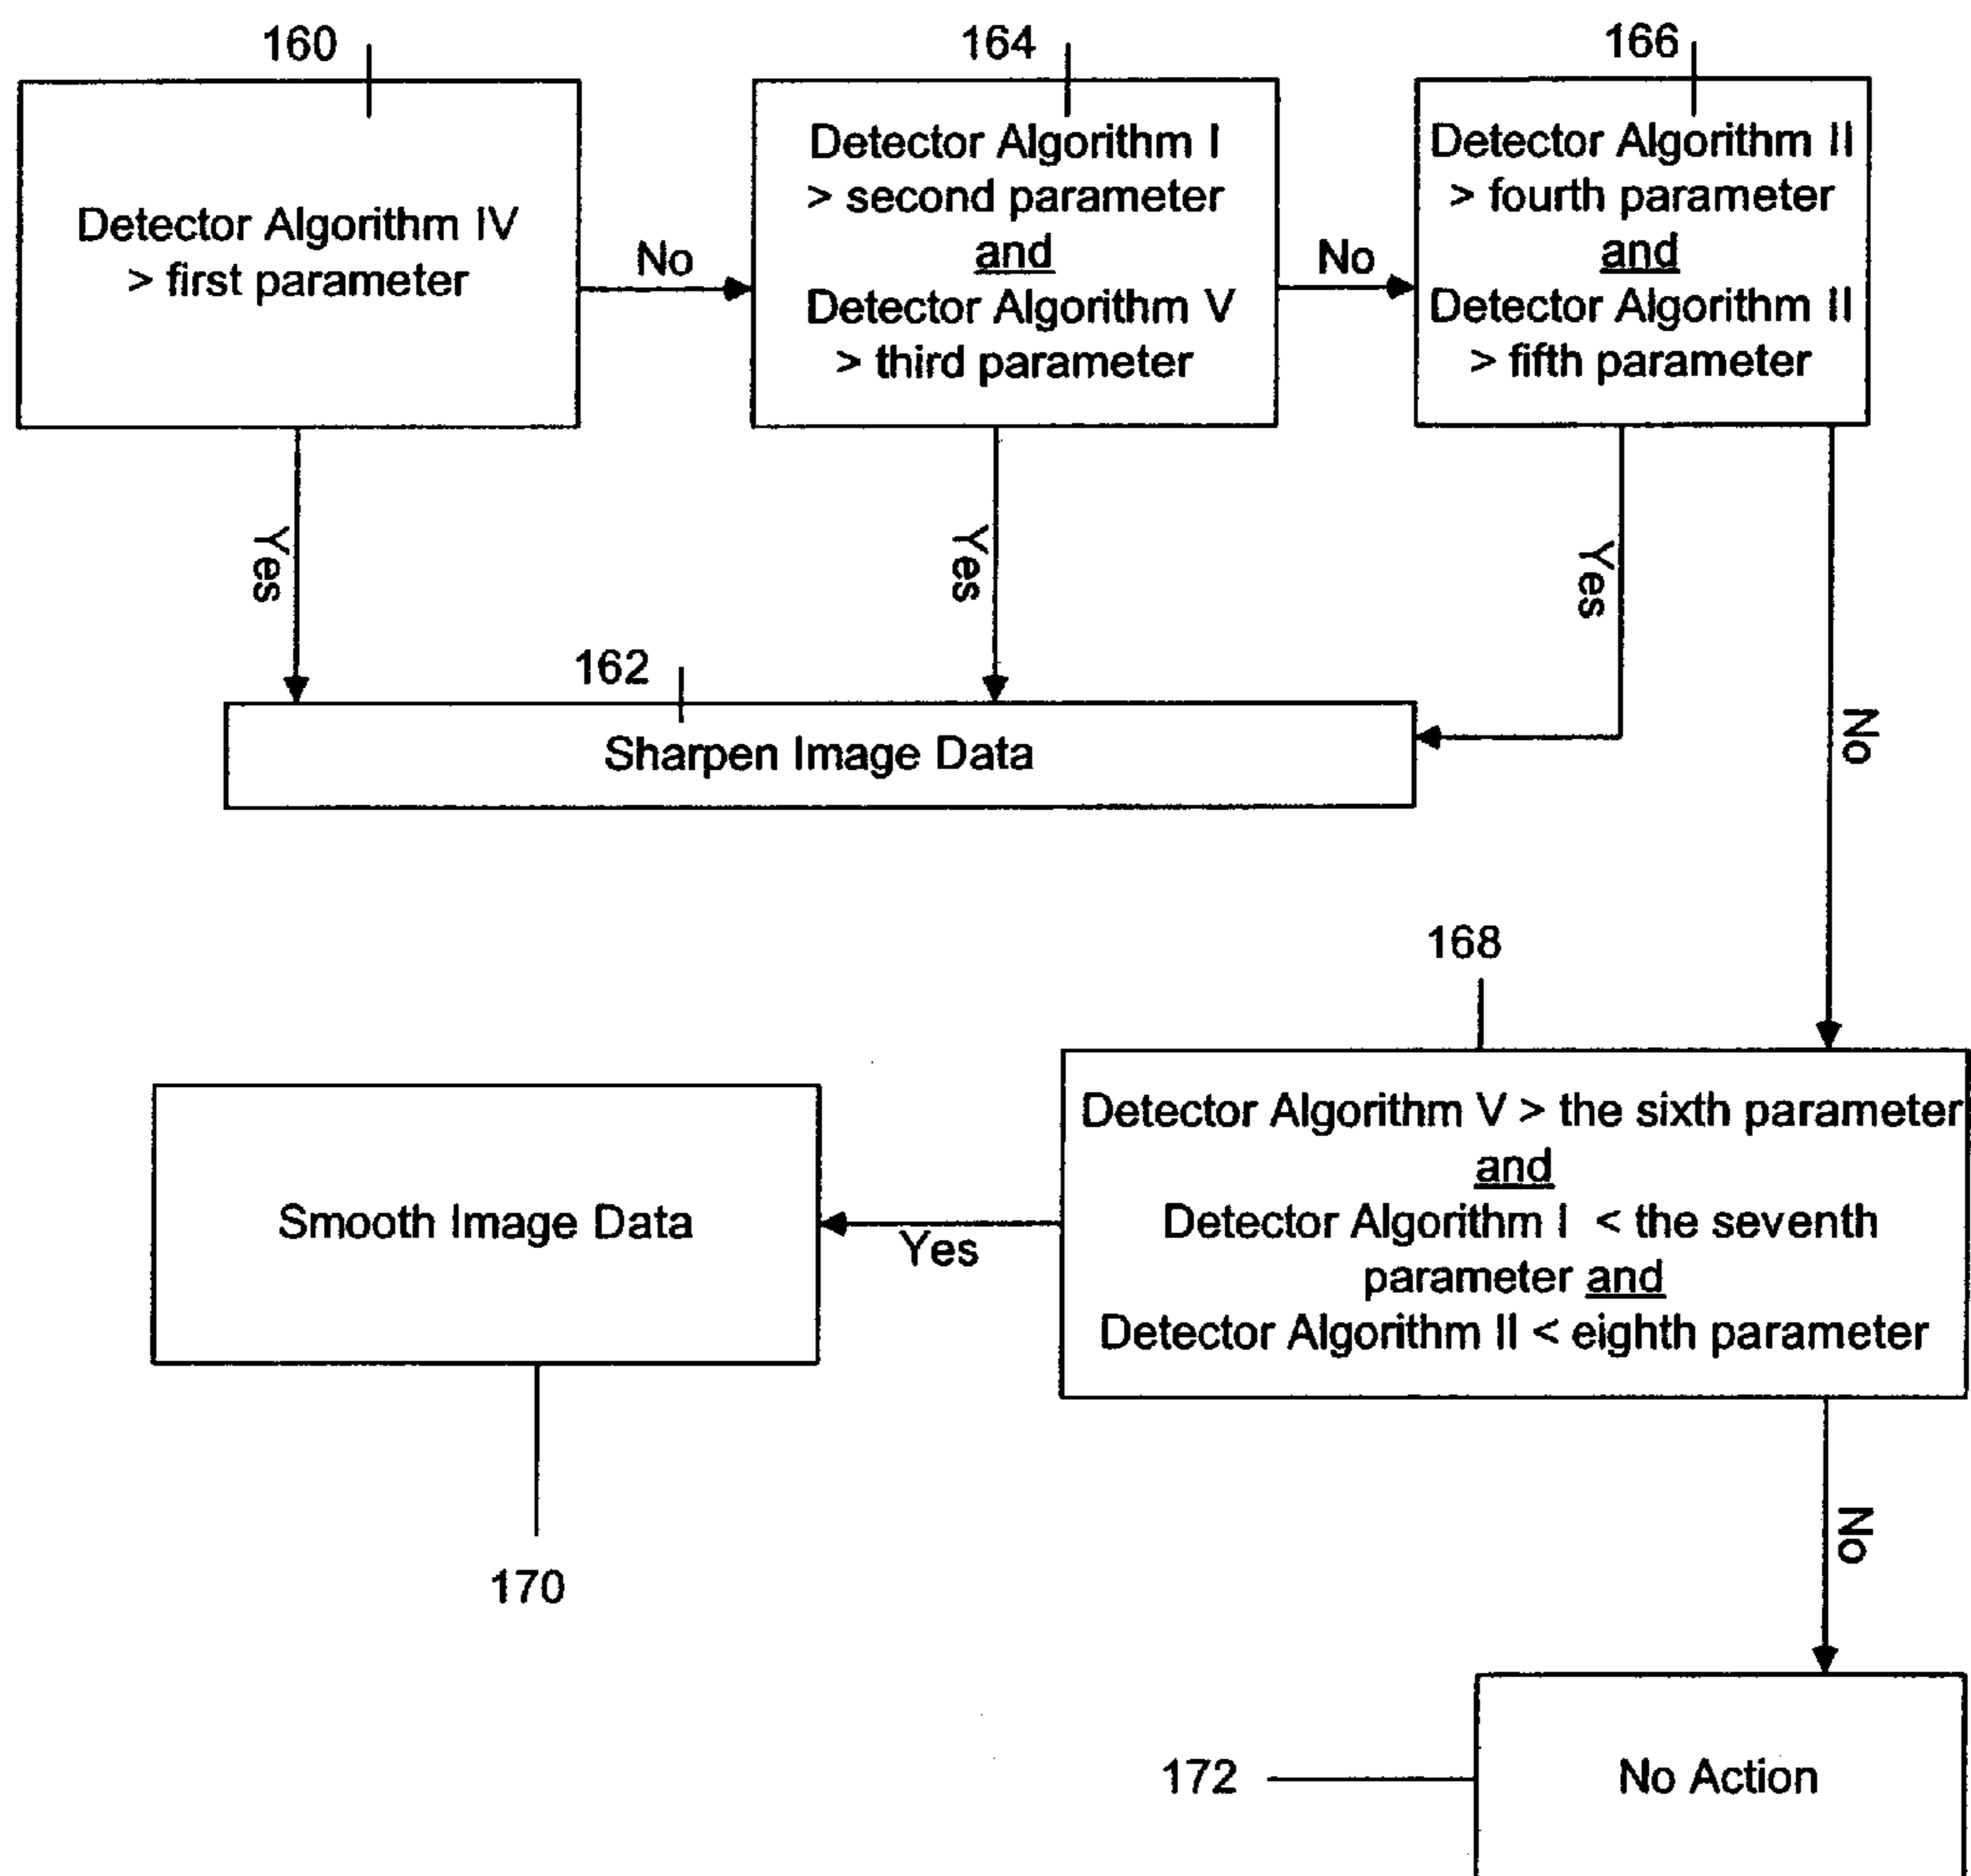 160
Detector Algorithm IV
> first parameter
No
164
Detector Algorithm I
> second parameter
and
Detector Algorithm V
> third parameter
No
166
Detector Algorithm II
> fourth parameter
and
Detector Algorithm II
> fifth parameter
Yes
Yes
Yes
No
162
Sharpen Image Data
168
Detector Algorithm V > the sixth parameter
and
Detector Algorithm I < the seventh
parameter and
Detector Algorithm II < eighth parameter
Yes
Smooth Image Data
170
No
172
No Action